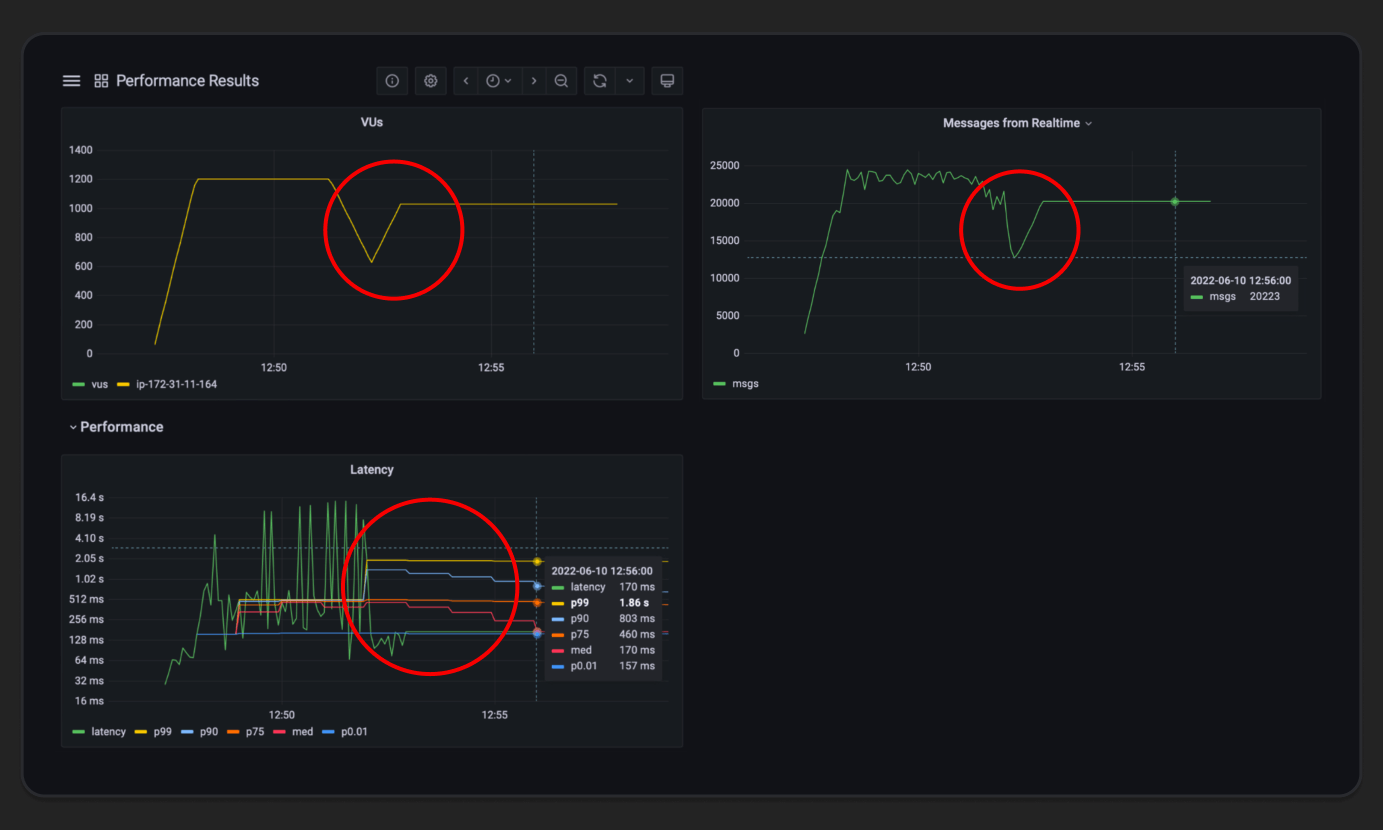 Performance Results
VUs
1400
1200
1000
800
600
400
200
0
12:50
12:55
vus
ip-172-31-11-164
Messages from Realtime
25000
20000
15000
10000
5000
0
12:50
12:55
2022-06-10 12:56:00
msgs 20223
msgs
Performance
Latency
16.4 s
8.19 s
4.10 s
2.05 s
1.02 s
512 ms
256 ms
128 ms
64 ms
32 ms
16 ms
12:50
12:55
2022-06-10 12:56:00
latency 170 ms
p99 1.86 s
p90 803 ms
p75 460 ms
med 170 ms
p0.01 157 ms
latency p99 p90 p75 med p0.01